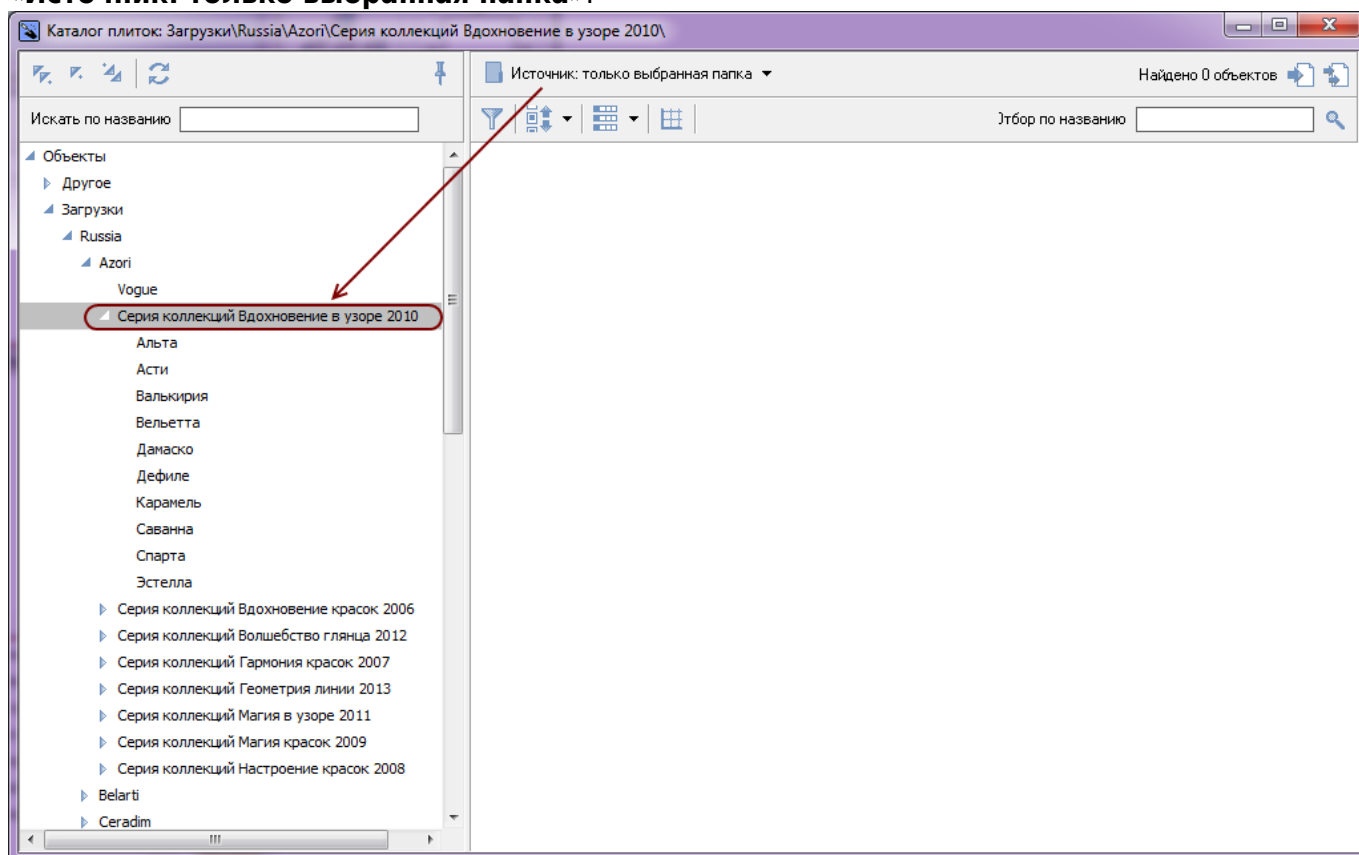 «Источник: только выбранная папка».
Каталог плиток: Загрузки\Russia\Azori\Серия коллекций Вдохновение в узоре 2010\
Источник: только выбранная папка
Найдено 0 объектов
Искать по названию
Отбор по названию
Объекты
Другое
Загрузки
Russia
Azori
Vogue
Серия коллекций Вдохновение в узоре 2010
Альта
Асти
Валькирия
Вельетта
Дамаско
Дефиле
Карамель
Саванна
Спарта
Эстелла
Серия коллекций Вдохновение красок 2006
Серия коллекций Волшебство глянца 2012
Серия коллекций Гармония красок 2007
Серия коллекций Геометрия линии 2013
Серия коллекций Магия в узоре 2011
Серия коллекций Магия красок 2009
Серия коллекций Настроение красок 2008
Belarti
Ceradim